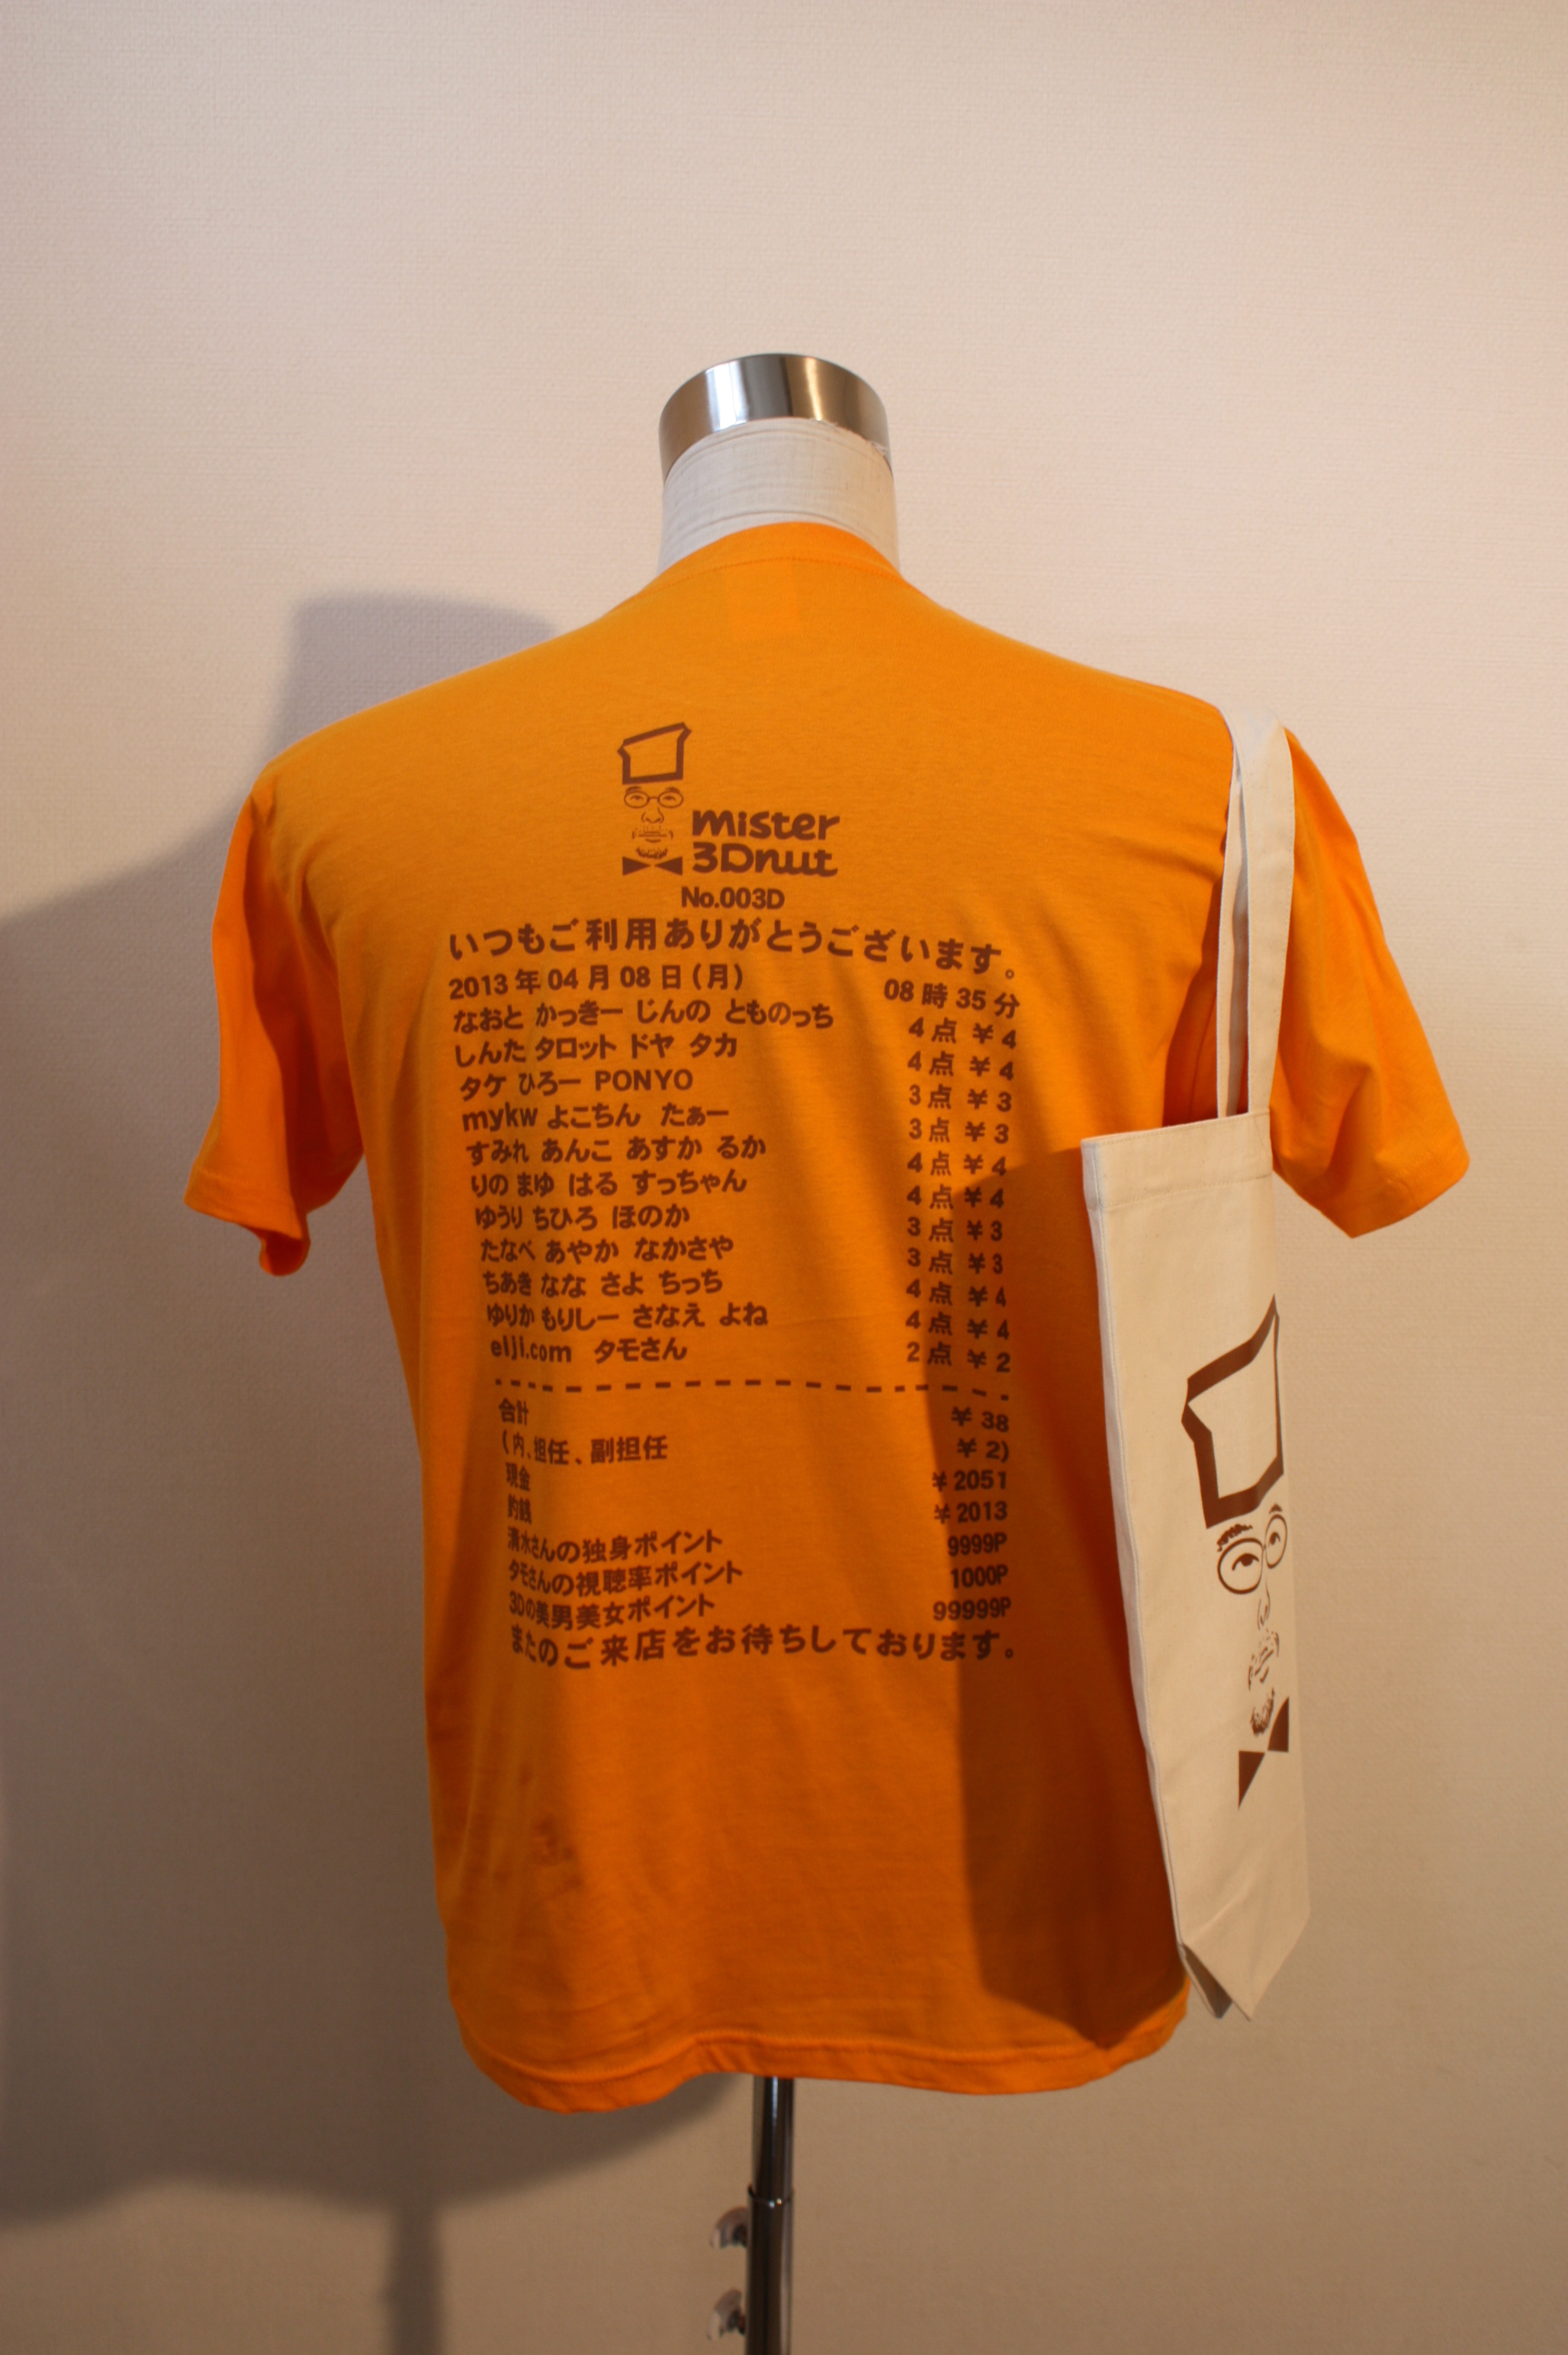 mister
3Dnut
No.003D
いつもご利用ありがとうございます。
2013年04月08日(月) 08時35分
なおと かっきー じんの とものっち 4点 ¥4
しんた タロット ドヤ タカ 4点 ¥4
タケ ひろー PONYO 3点 ¥3
mykw よこちん たぁー 3点 ¥3
すみれ あんこ あすか るか 4点 ¥4
りの まゆ はる すっちゃん 4点 ¥4
ゆうり ちひろ ほのか 3点 ¥3
たなべ あやか なかさや 3点 ¥3
ちあき なな さよ ちっち 4点 ¥4
ゆりか もりしー さなえ よね 4点 ¥4
eiji.com タモさん 2点 ¥2
合計 ¥38
(内、担任、副担任 ¥2)
現金 ¥2051
釣銭 ¥2013
清水さんの独身ポイント 9999P
タモさんの視聴率ポイント 1000P
3Dの美男美女ポイント 99999P
またのご来店をお待ちしております。